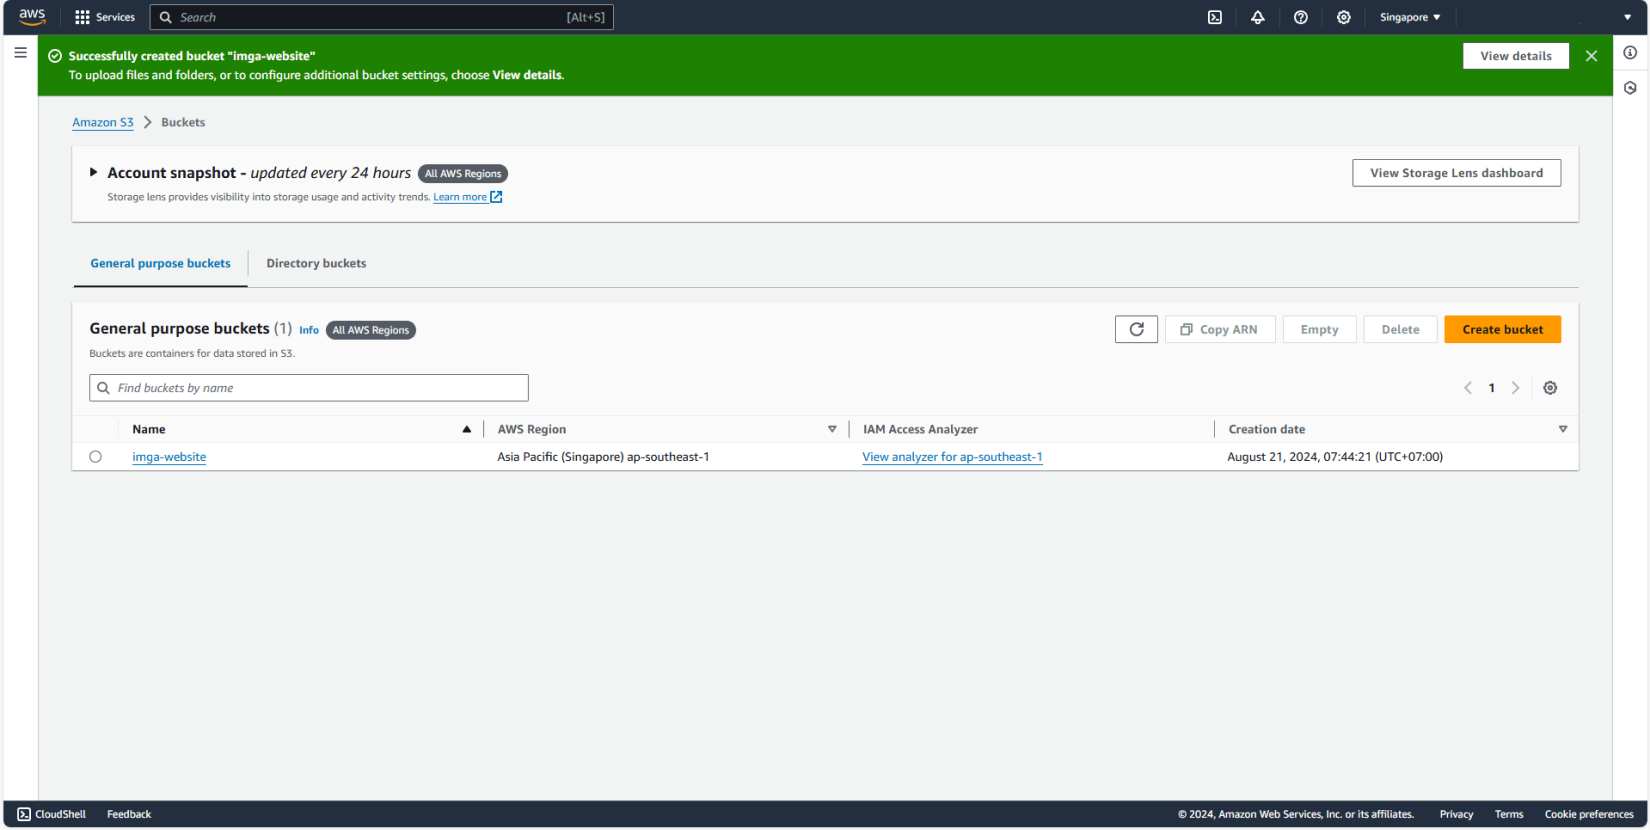 aws Services Search [Alt+S] Singapore ▼
Successfully created bucket "imga-website"
To upload files and folders, or to configure additional bucket settings, choose View details.
View details
Amazon S3 > Buckets
Account snapshot - updated every 24 hours All AWS Regions
Storage lens provides visibility into storage usage and activity trends. Learn more
View Storage Lens dashboard
General purpose buckets Directory buckets
General purpose buckets (1) Info All AWS Regions
Buckets are containers for data stored in S3.
Copy ARN Empty Delete Create bucket
Find buckets by name
1
Name AWS Region IAM Access Analyzer Creation date
imga-website Asia Pacific (Singapore) ap-southeast-1 View analyzer for ap-southeast-1 August 21, 2024, 07:44:21 (UTC+07:00)
CloudShell Feedback © 2024, Amazon Web Services, Inc. or its affiliates. Privacy Terms Cookie preferences